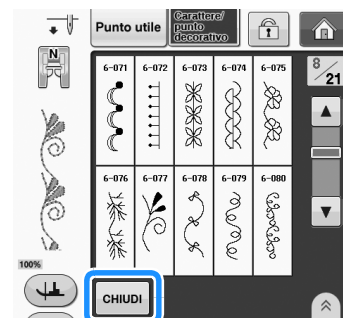 Punto utile
Carattere/
punto
decorativo
N
6-071 6-072 6-073 6-074 6-075
8/21
6-076 6-077 6-078 6-079 6-080
100%
CHIUDI